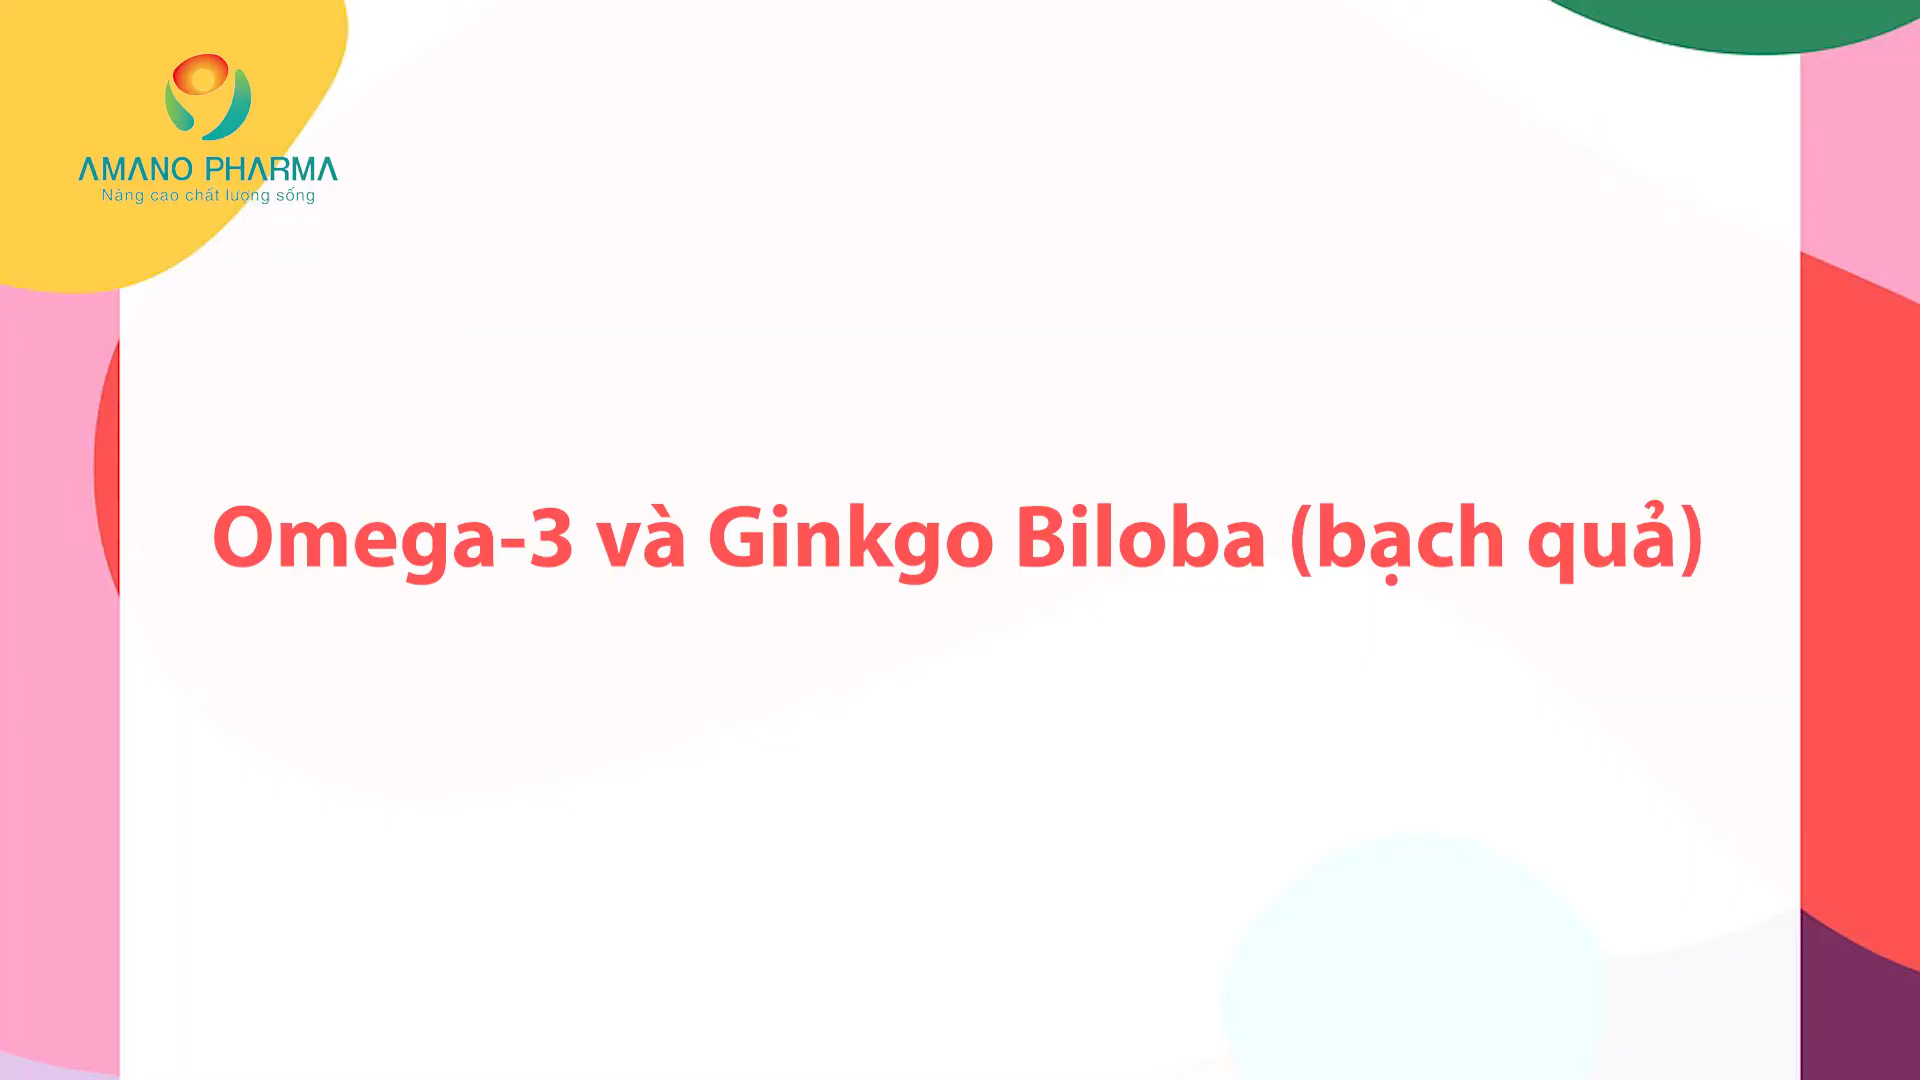 AMANO PHARMA
Nâng cao chất lượng sống
Omega-3 và Ginkgo Biloba (bạch quả)